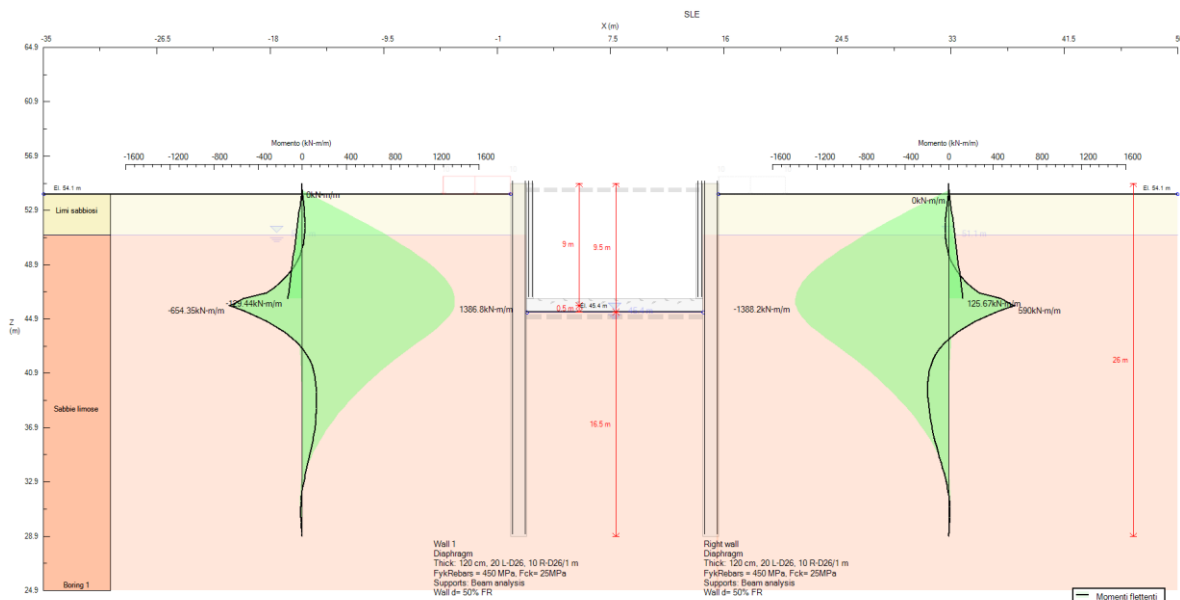 SLE
X (m)
-35 -26.5 -18 -9.5 -1 7.5 16 24.5 33 41.5 5
64.9
60.9
56.9
52.9
48.9
44.9
40.9
36.9
32.9
28.9
24.9
Z
(m)
Momento (kN-m/m)
-1600 -1200 -800 -400 0 400 800 1200 1600
Momento (kN-m/m)
-1600 -1200 -800 -400 0 400 800 1200 1600
El. 54.1 m
0kN-m/m
0kN-m/m
El. 54.1 m
Limi sabbiosi
9 m
9.5 m
-129.44kN-m/m
-654.35kN-m/m
1386.8kN-m/m
0.5 m
El. 45.4 m
-1388.2kN-m/m
125.67kN-m/m
590kN-m/m
26 m
Sabbie limose
16.5 m
Boring 1
Wall 1
Diaphragm
Thick: 120 cm, 20 L-D26, 10 R-D26/1 m
FykRebars = 450 MPa, Fck= 25MPa
Supports: Beam analysis
Wall d= 50% FR
Right wall
Diaphragm
Thick: 120 cm, 20 L-D26, 10 R-D26/1 m
FykRebars = 450 MPa, Fck= 25MPa
Supports: Beam analysis
Wall d= 50% FR
Momenti flettenti